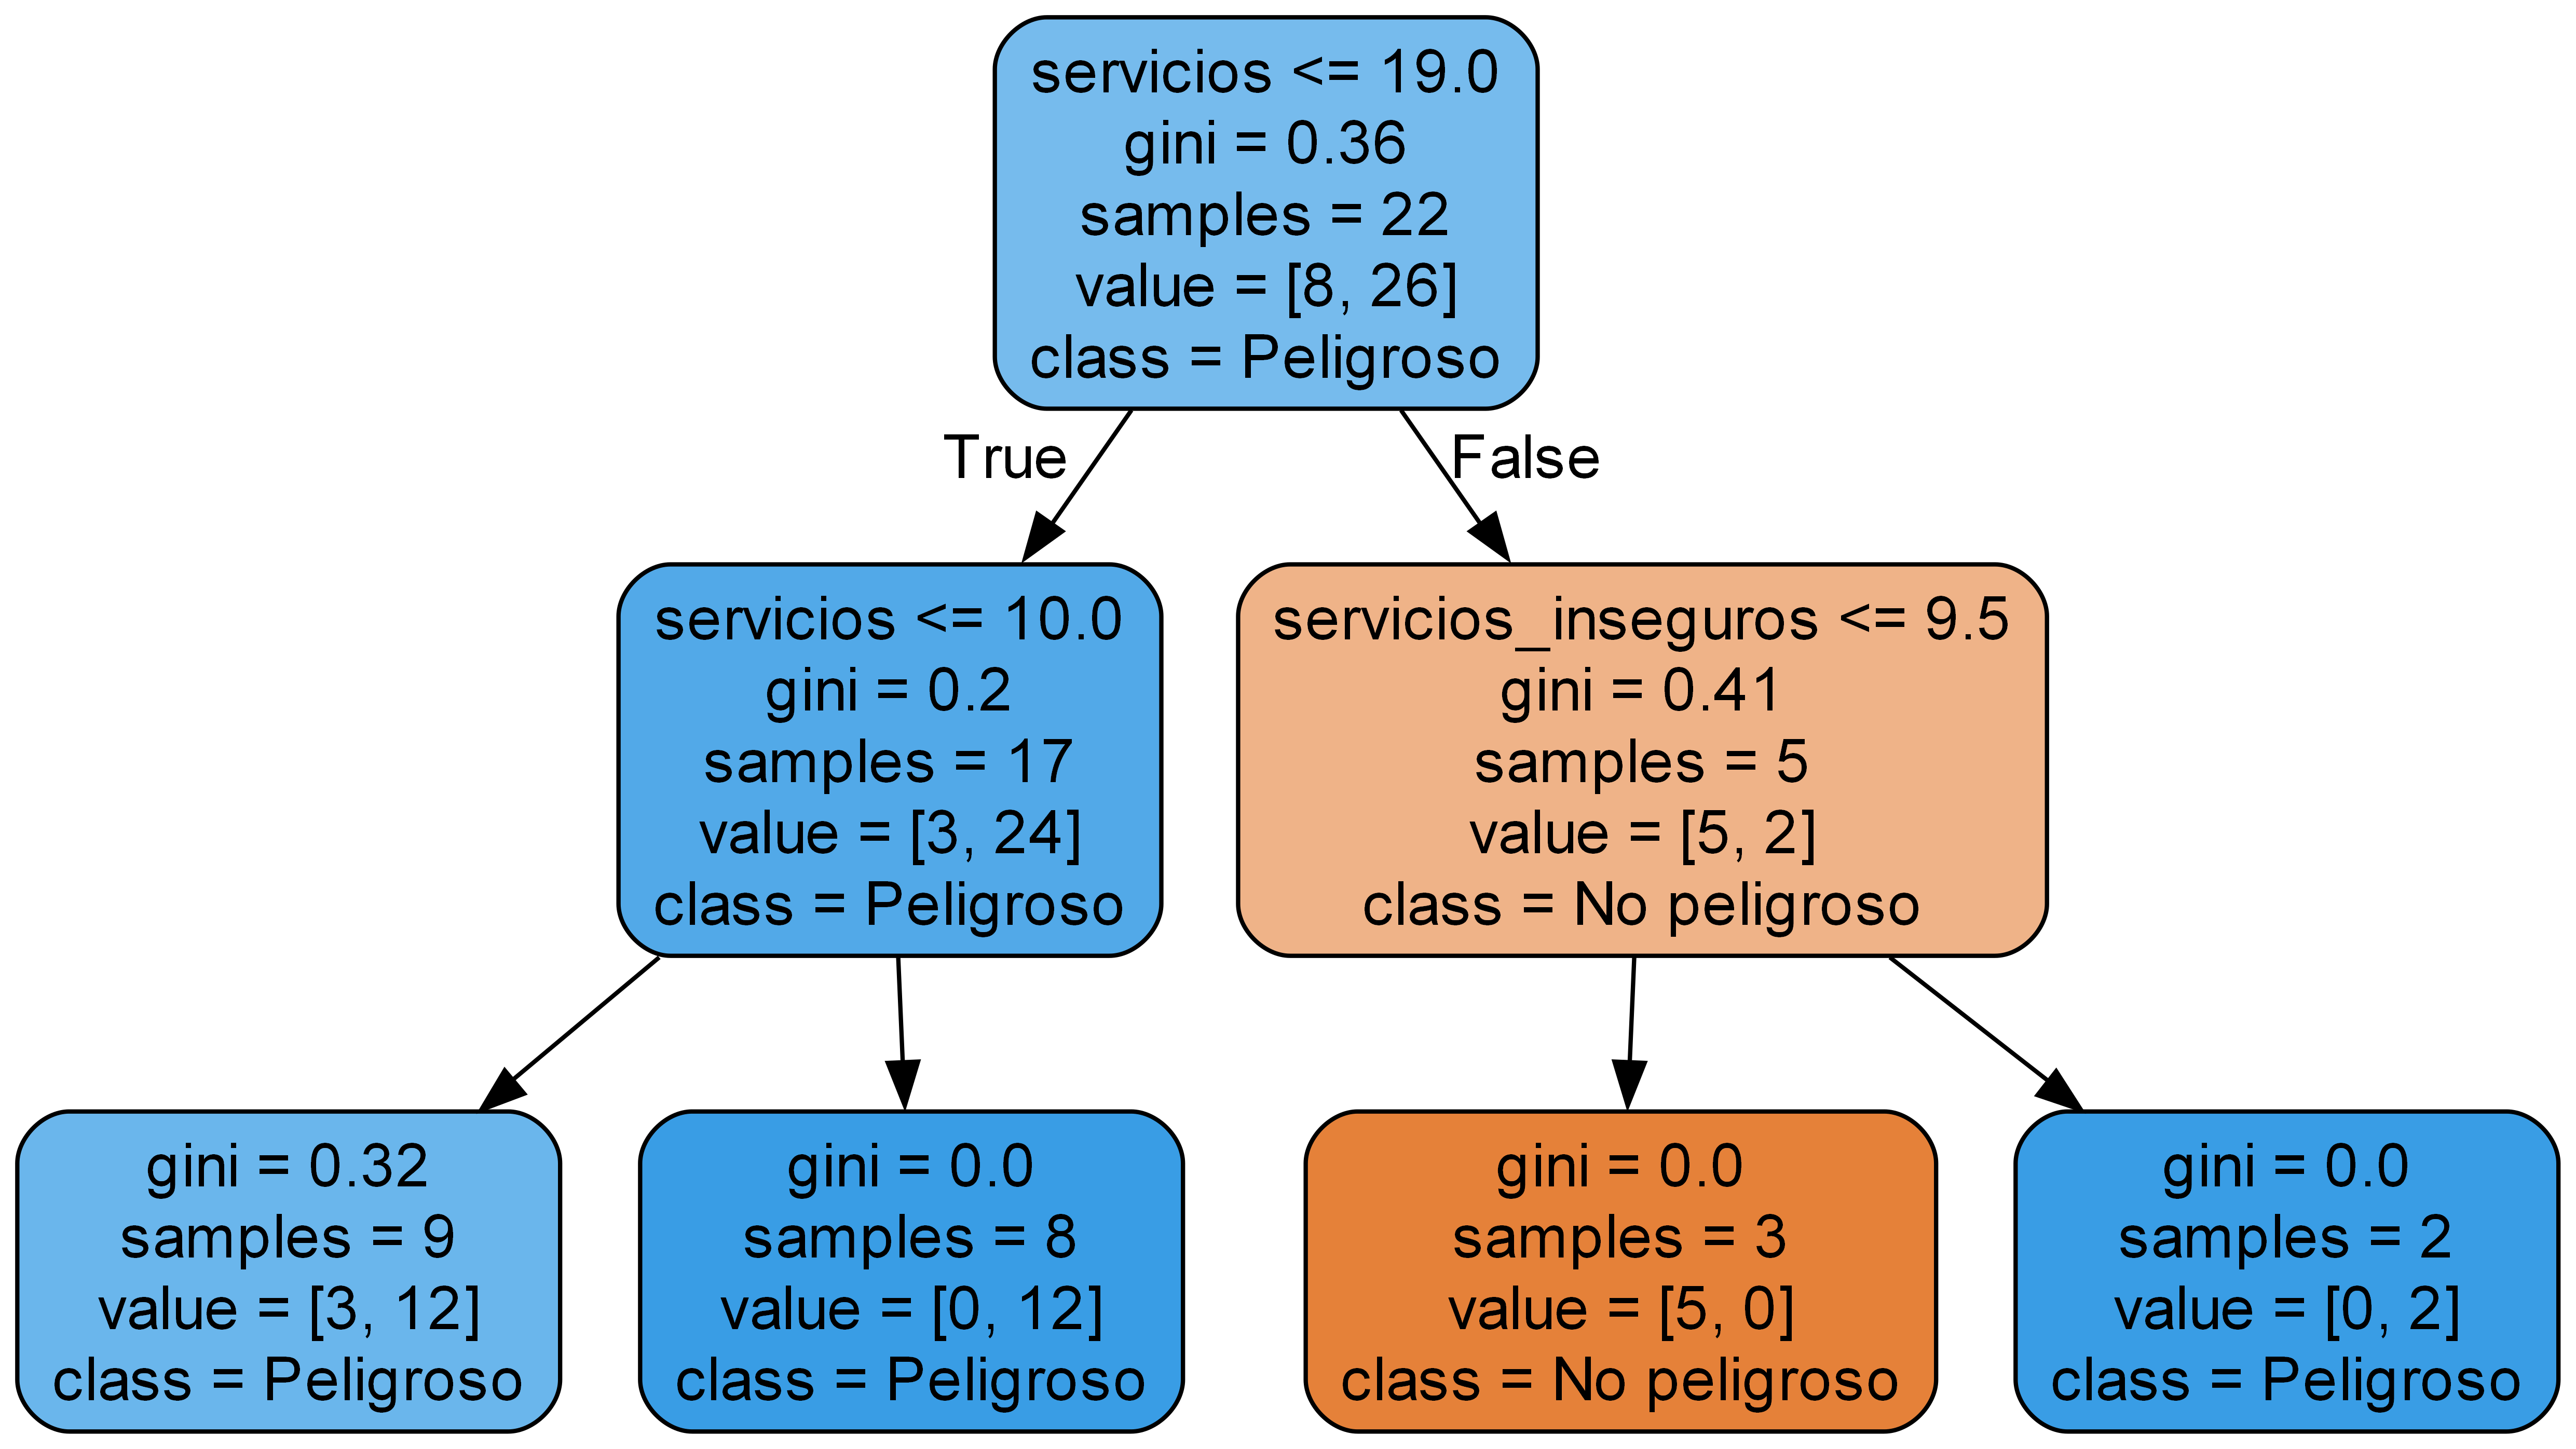 servicios <= 19.0
gini = 0.36
samples = 22
value = [8, 26]
class = Peligroso
True
False
servicios <= 10.0
gini = 0.2
samples = 17
value = [3, 24]
class = Peligroso
servicios_inseguros <= 9.5
gini = 0.41
samples = 5
value = [5, 2]
class = No peligroso
gini = 0.32
samples = 9
value = [3, 12]
class = Peligroso
gini = 0.0
samples = 8
value = [0, 12]
class = Peligroso
gini = 0.0
samples = 3
value = [5, 0]
class = No peligroso
gini = 0.0
samples = 2
value = [0, 2]
class = Peligroso